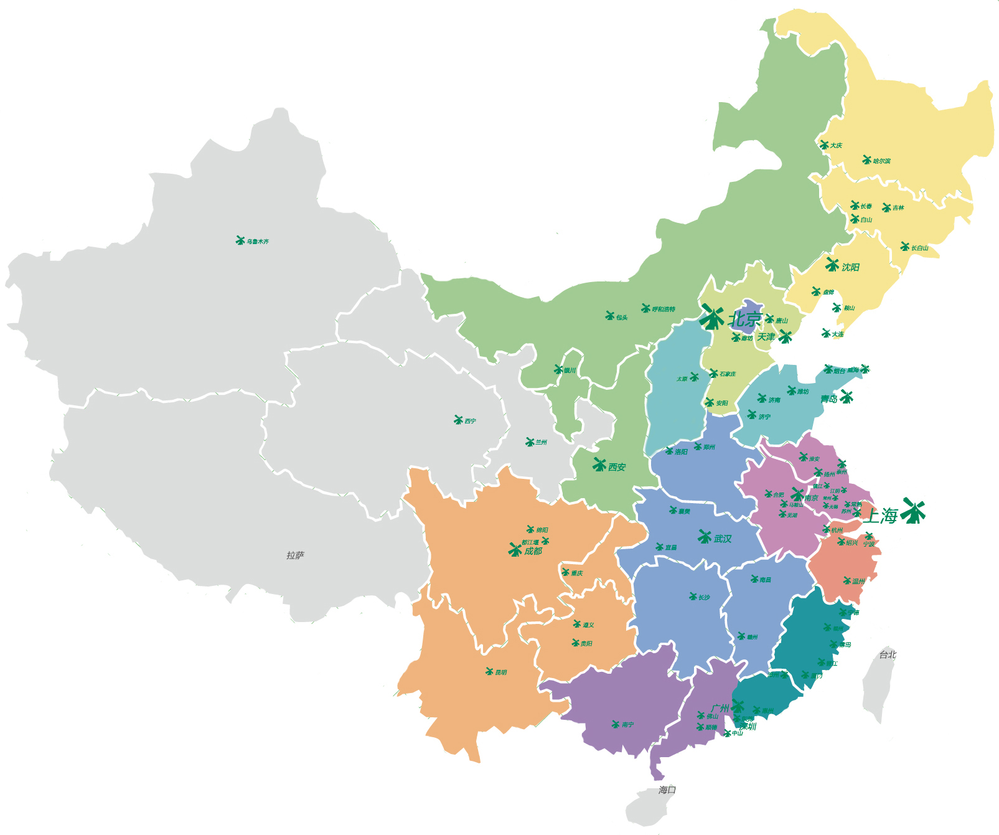 大庆
哈尔滨
长春
吉林
白山
乌鲁木齐
长白山
沈阳
盘锦
鞍山
呼和浩特
包头
北京
唐山
大连
天津
廊坊
银川
烟台
威海
石家庄
太原
潍坊
青岛
济南
安阳
济宁
西宁
兰州
郑州
洛阳
淮安
西安
泰州
扬州
镇江
江阴
合肥
南京
常州
马鞍山
常熟
无锡
襄樊
苏州
芜湖
上海
绵阳
杭州
武汉
都江堰
绍兴
宁波
成都
宜昌
拉萨
重庆
南昌
温州
长沙
宁德
遵义
福州
赣州
贵阳
莆田
台北
晋江
昆明
厦门
广州
惠州
佛山
南宁
顺德
深圳
中山
海口